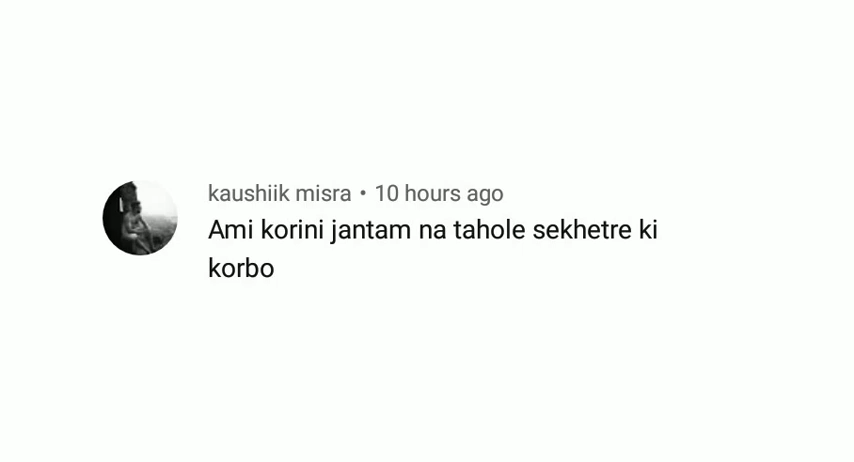 kaushiik misra • 10 hours ago
Ami korini jantam na tahole sekhetre ki
korbo